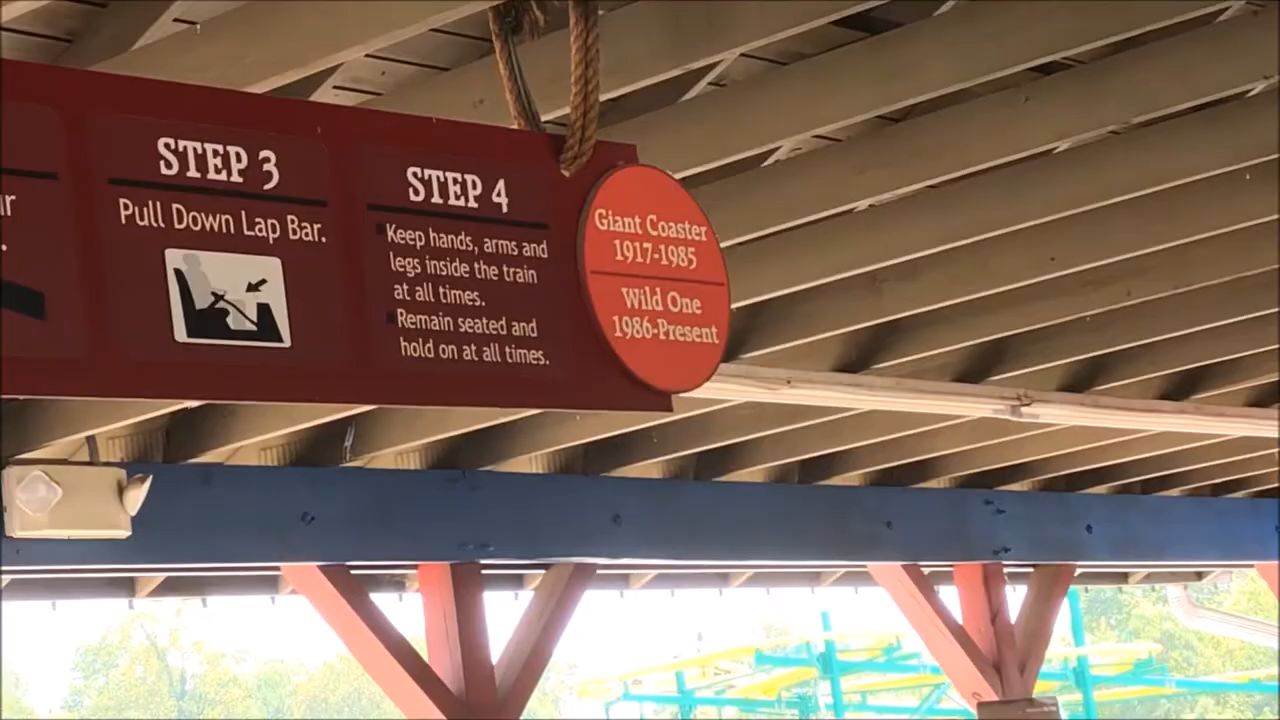 STEP 3
Pull Down Lap Bar.
STEP 4
Keep hands, arms and
legs inside the train
at all times.
Remain seated and
hold on at all times.
Giant Coaster
1917-1985
Wild One
1986-Present